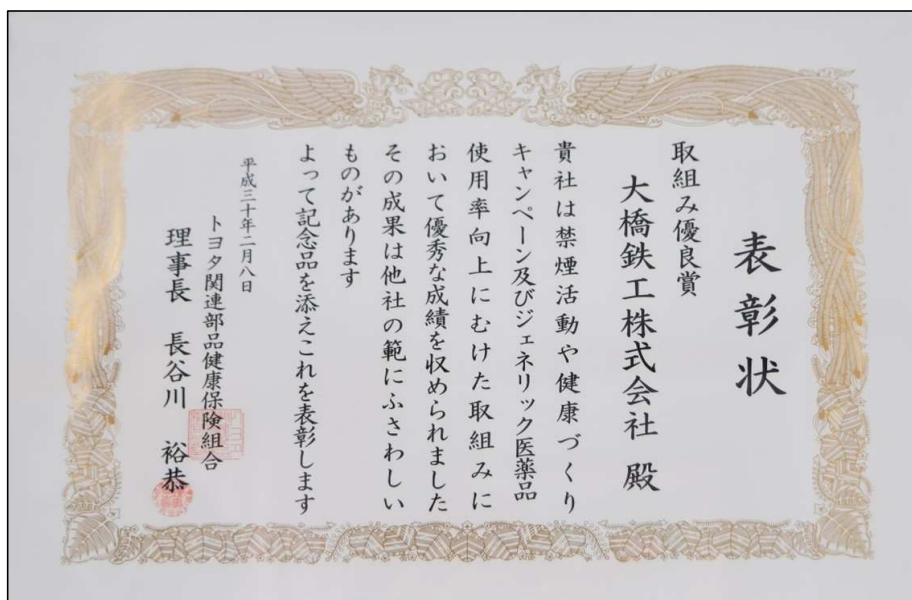 表彰状
取組み優良賞
大橋鉄工株式会社 殿
貴社は禁煙活動や健康づくり
キャンペーン及びジェネリック医薬品
使用率向上にむけた取組みに
おいて優秀な成績を収められました
その成果は他社の範にふさわしい
ものがあります
よって記念品を添えこれを表彰します
平成三十年二月八日
トヨタ関連部品健康保険組合
理事長 長谷川 裕恭